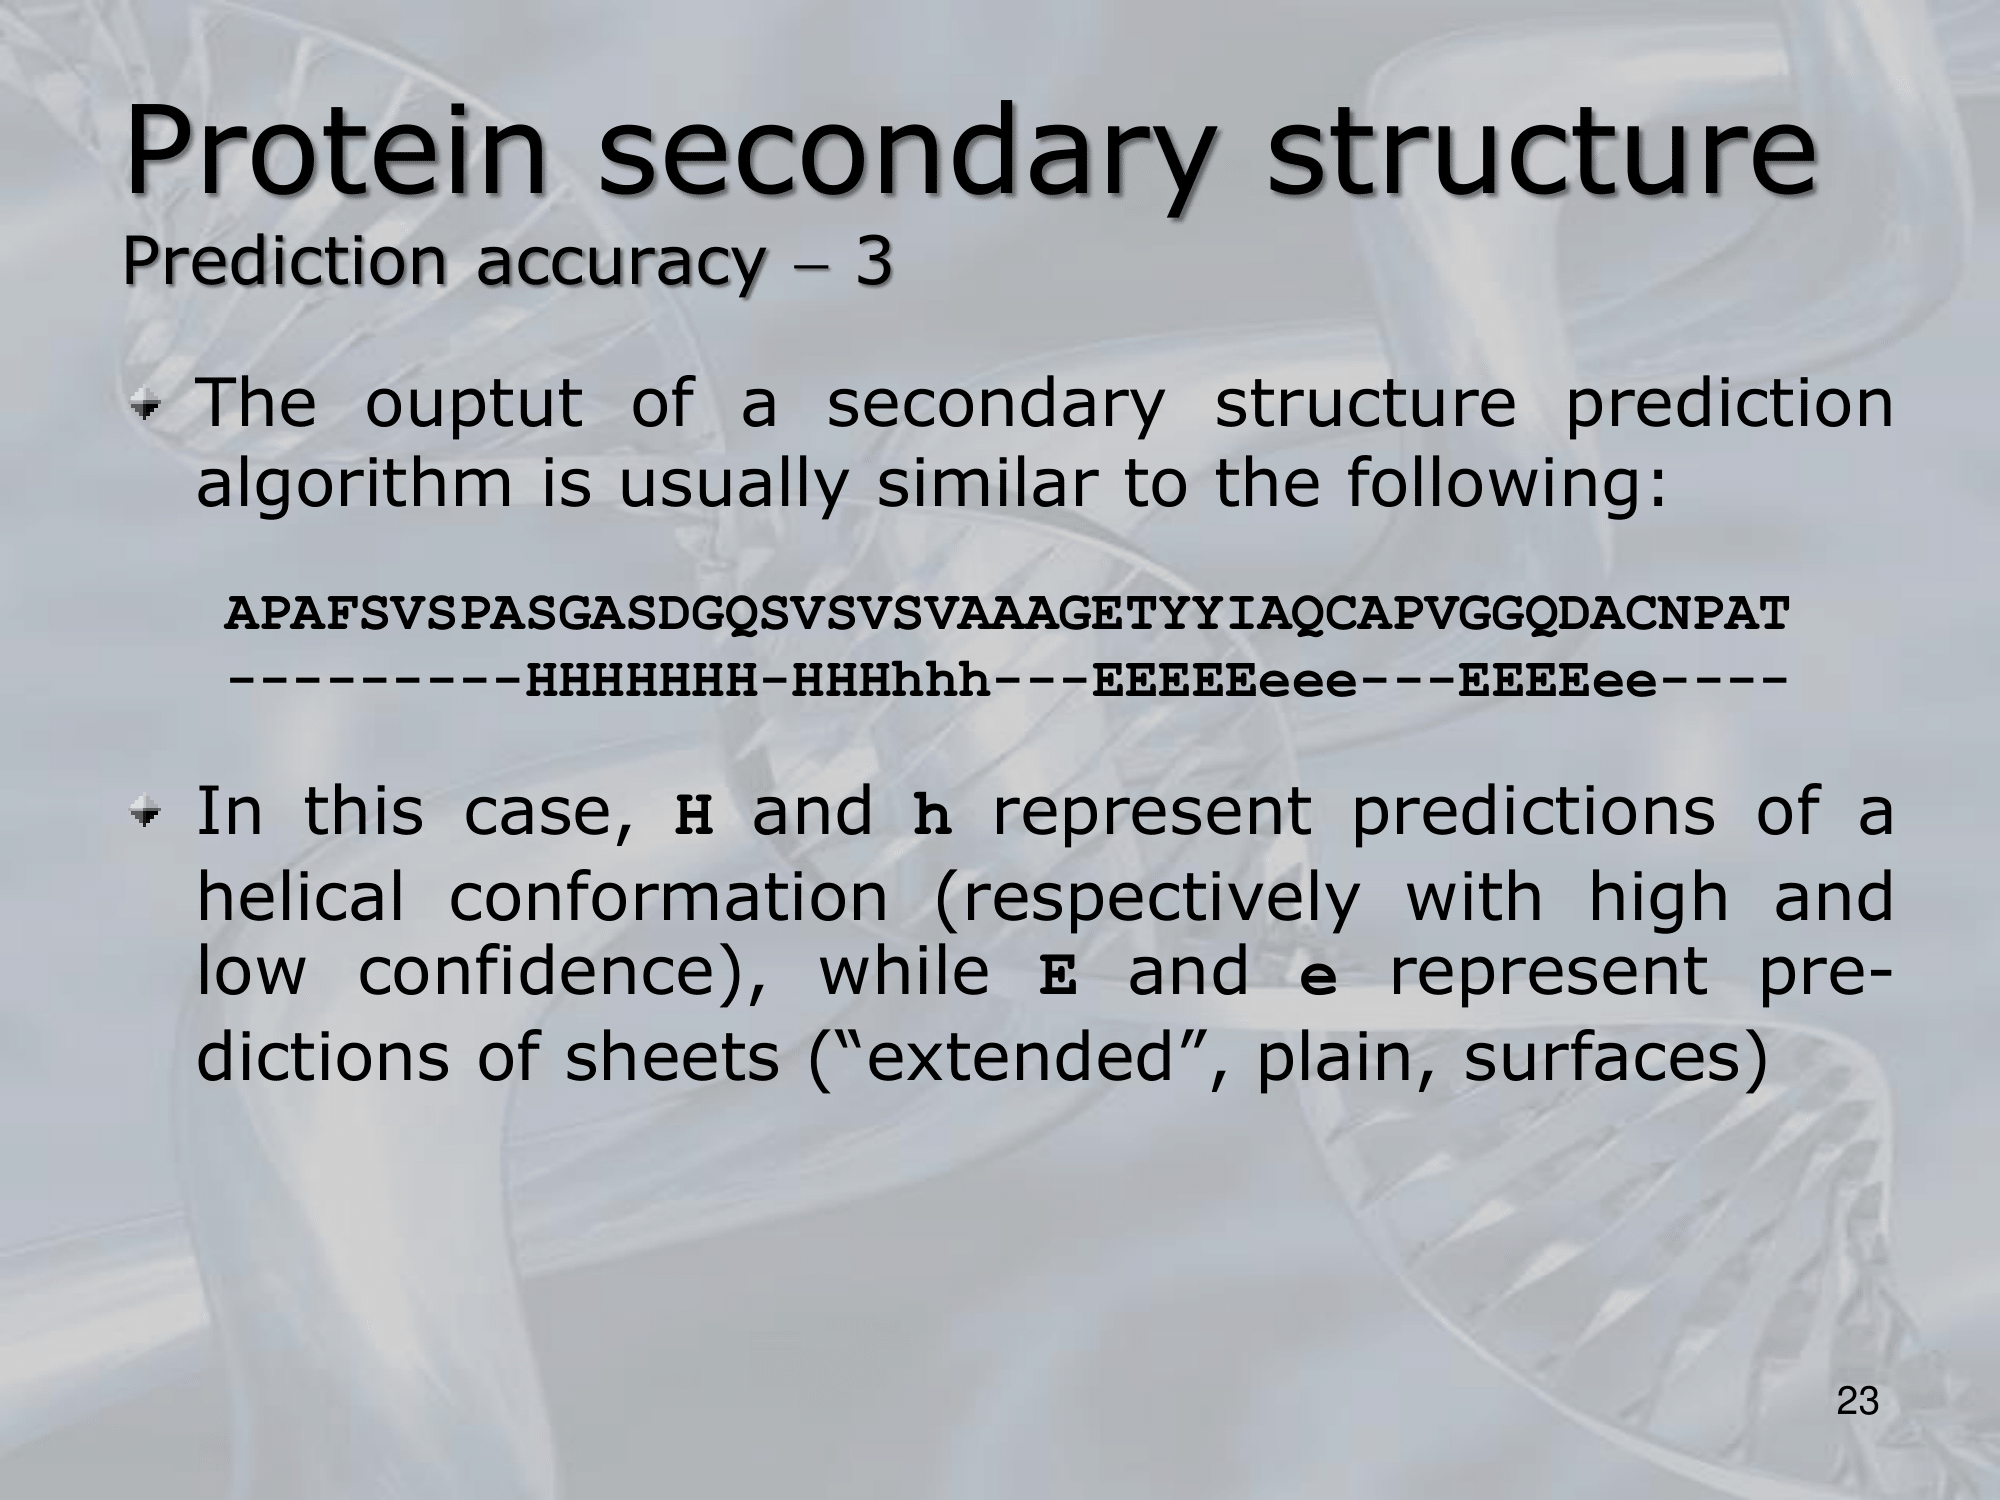 Protein secondary structure
Prediction accuracy – 3
The ouptut of a secondary structure prediction
algorithm is usually similar to the following:
APAFSVSPASGASDGQSVSVSVAAAGETYYIAQCAPVGGQDACNPAT
---------HHHHHHH-HHHhhh---EEEEEeee---EEEEee----
In this case, H and h represent predictions of a
helical conformation (respectively with high and
low confidence), while E and e represent pre-
dictions of sheets (“extended”, plain, surfaces)
23